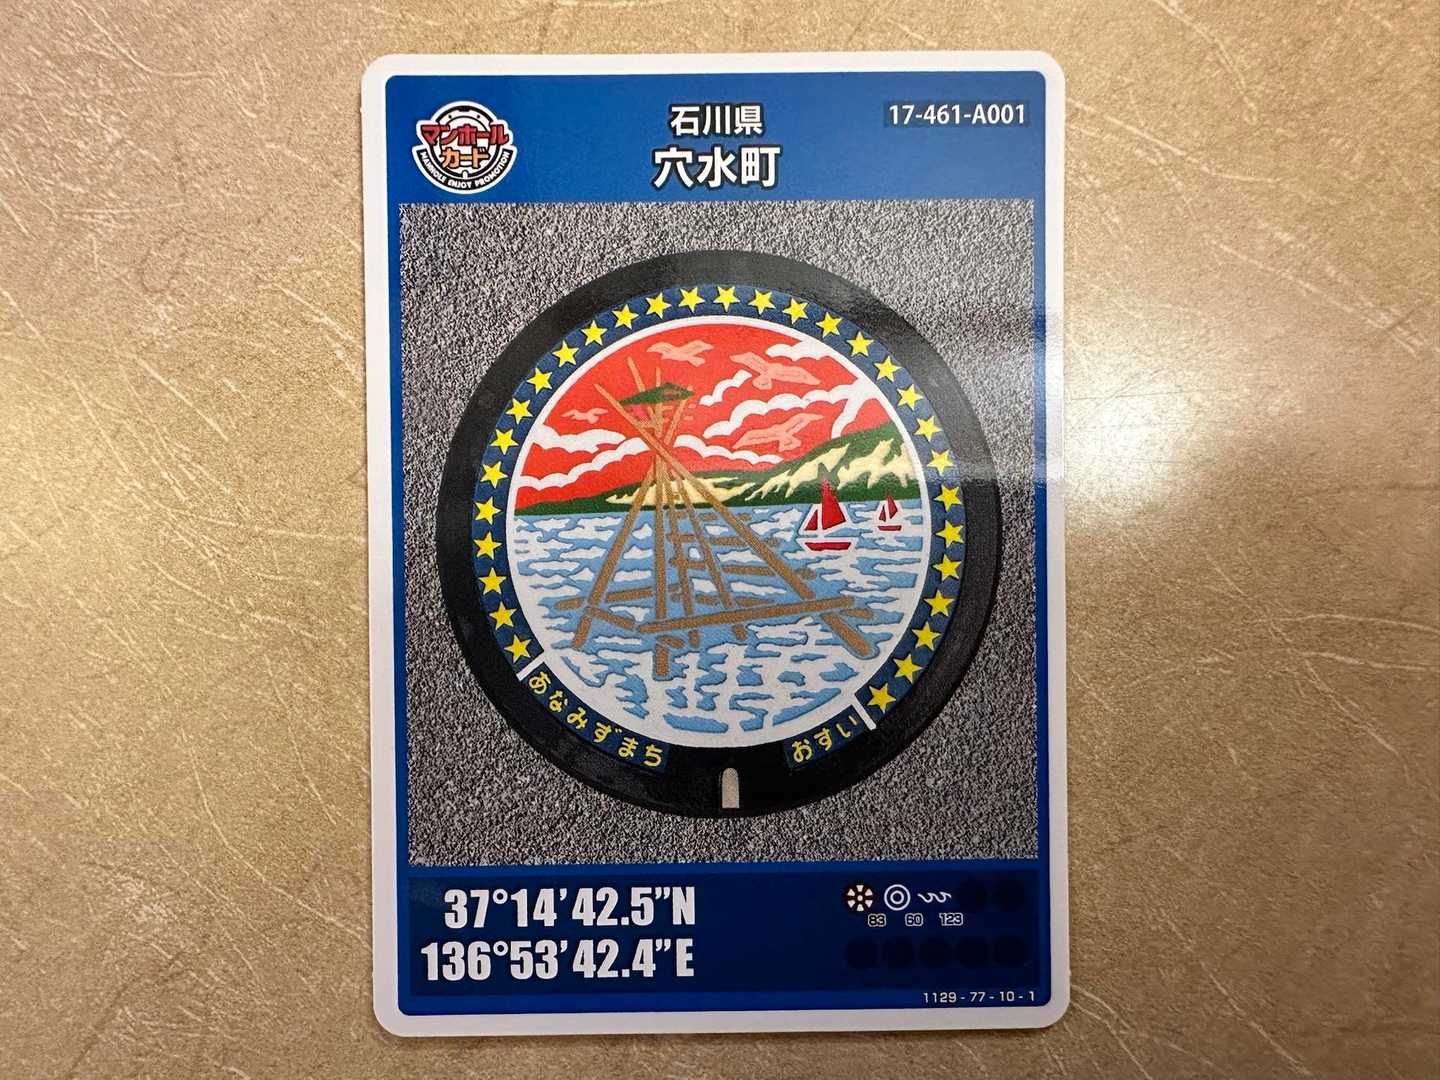 マンホール
カード
MANHOLE ENJOY PROMOTION
石川県
穴水町
17-461-A001
あなみずまち
おすい
37°14’42.5”N
136°53’42.4”E
83 60 123
1129 - 77 - 10 - 1